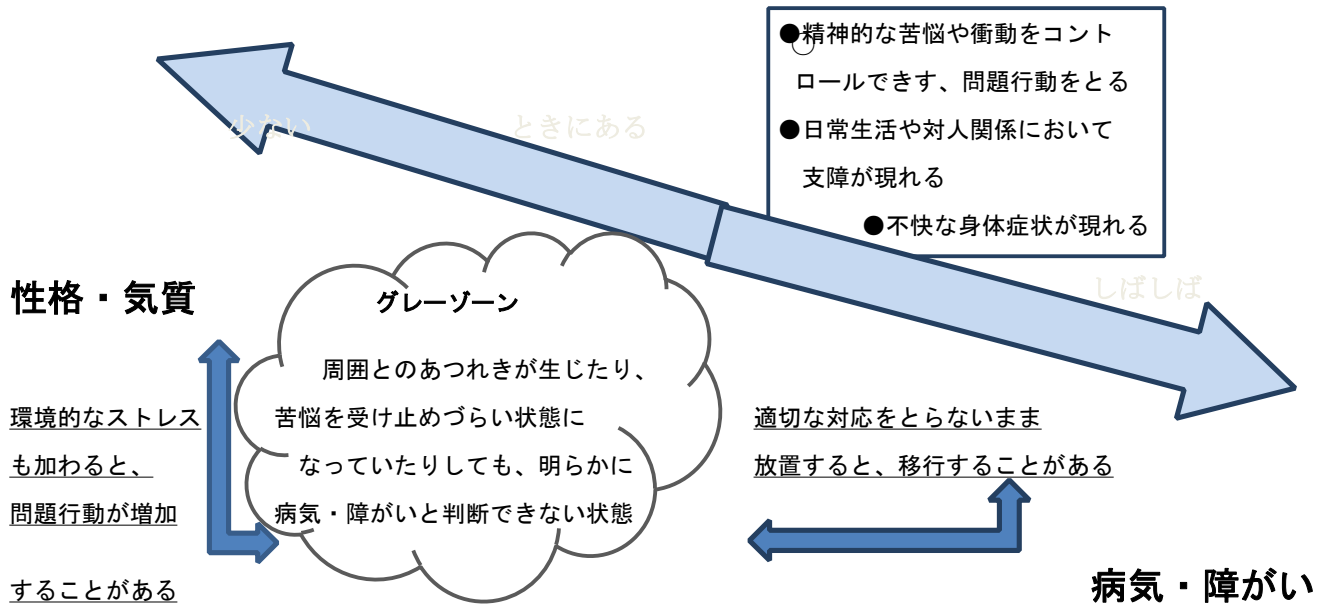 ●精神的な苦悩や衝動をコント
ロールできす、問題行動をとる
●日常生活や対人関係において
支障が現れる
●不快な身体症状が現れる
少ない
ときにある
しばしば
性格・気質
グレーゾーン
周囲とのあつれきが生じたり、
苦悩を受け止めづらい状態に
なっていたりしても、明らかに
病気・障がいと判断できない状態
環境的なストレス
も加わると、
問題行動が増加
することがある
適切な対応をとらないまま
放置すると、移行することがある
病気・障がい